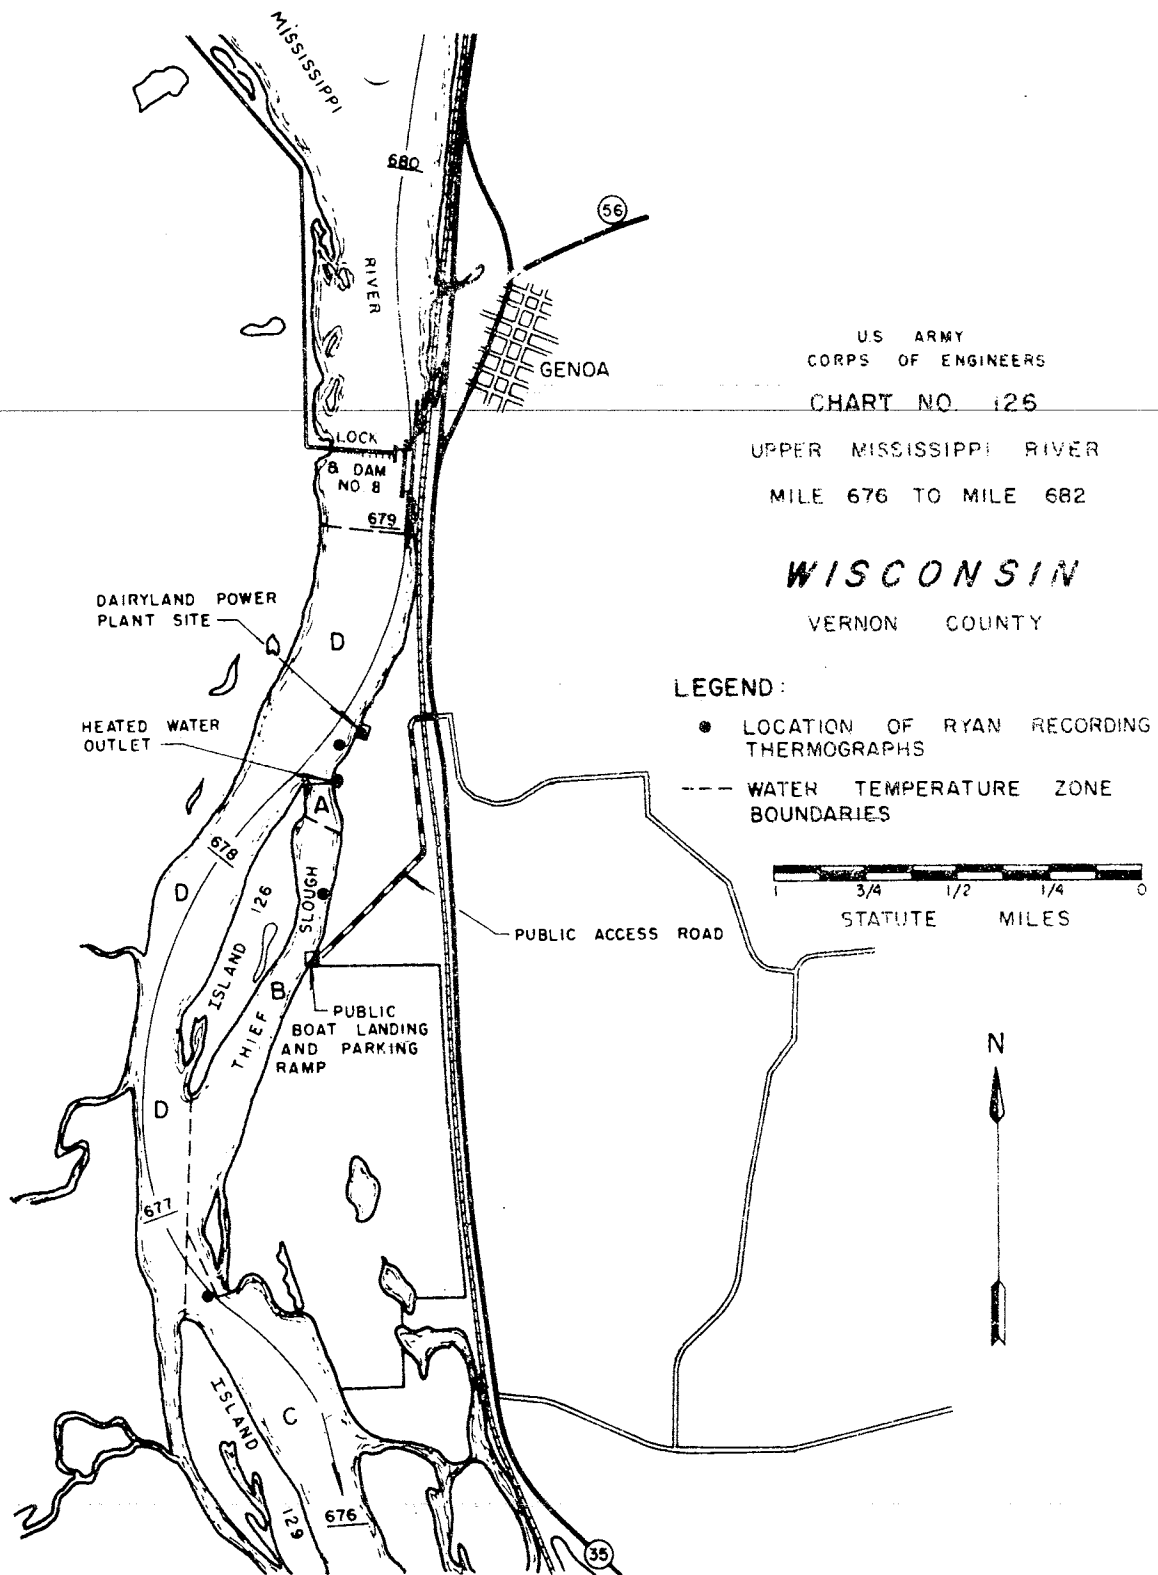 MISSISSIPPI
680
56
RIVER
GENOA
U.S ARMY
CORPS OF ENGINEERS
CHART NO. 126
UPPER MISSISSIPPI RIVER
MILE 676 TO MILE 682
LOCK
& DAM
NO 8
679
WISCONSIN
VERNON COUNTY
DAIRYLAND POWER
PLANT SITE
D
LEGEND:
LOCATION OF RYAN RECORDING
THERMOGRAPHS
WATER TEMPERATURE ZONE
BOUNDARIES
HEATED WATER
OUTLET
A
678
D
1 3/4 1/2 1/4 0
STATUTE MILES
ISLAND 126
THIEF SLOUGH
PUBLIC ACCESS ROAD
B
PUBLIC
BOAT LANDING
AND PARKING
RAMP
N
D
677
ISLAND 129
C
676
35